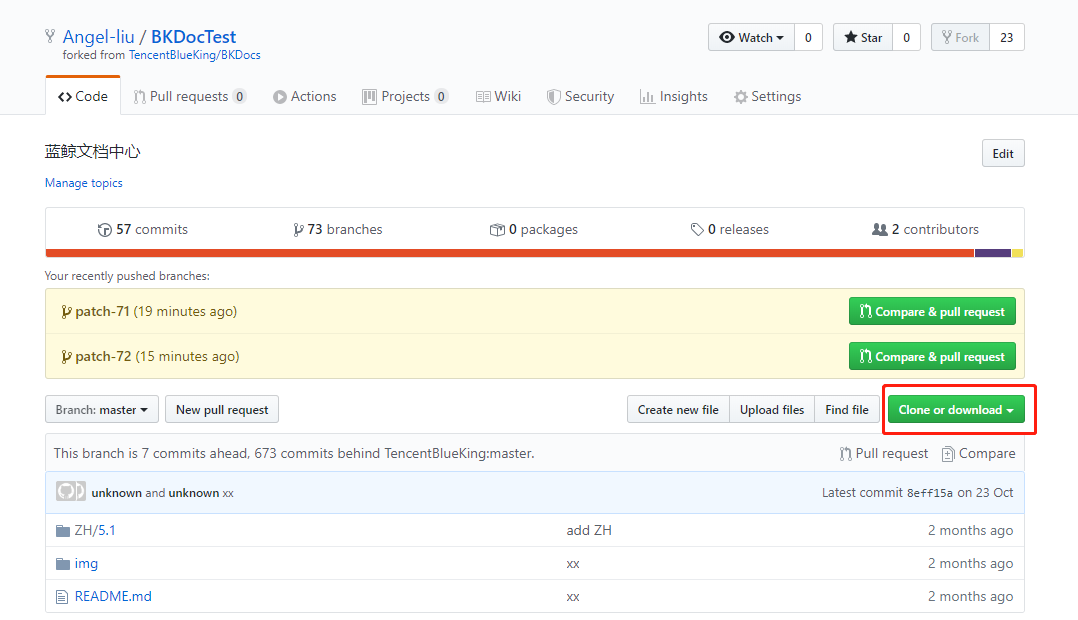 Angel-liu / BKDocTest
forked from TencentBlueKing/BKDocs
Watch 0 Star 0 Fork 23
Code Pull requests 0 Actions Projects 0 Wiki Security Insights Settings
蓝鲸文档中心
Edit
Manage topics
57 commits 73 branches 0 packages 0 releases 2 contributors
Your recently pushed branches:
patch-71 (19 minutes ago) Compare & pull request
patch-72 (15 minutes ago) Compare & pull request
Branch: master New pull request Create new file Upload files Find file Clone or download
This branch is 7 commits ahead, 673 commits behind TencentBlueKing:master. Pull request Compare
unknown and unknown xx Latest commit 8eff15a on 23 Oct
ZH/5.1 add ZH 2 months ago
img xx 2 months ago
README.md xx 2 months ago